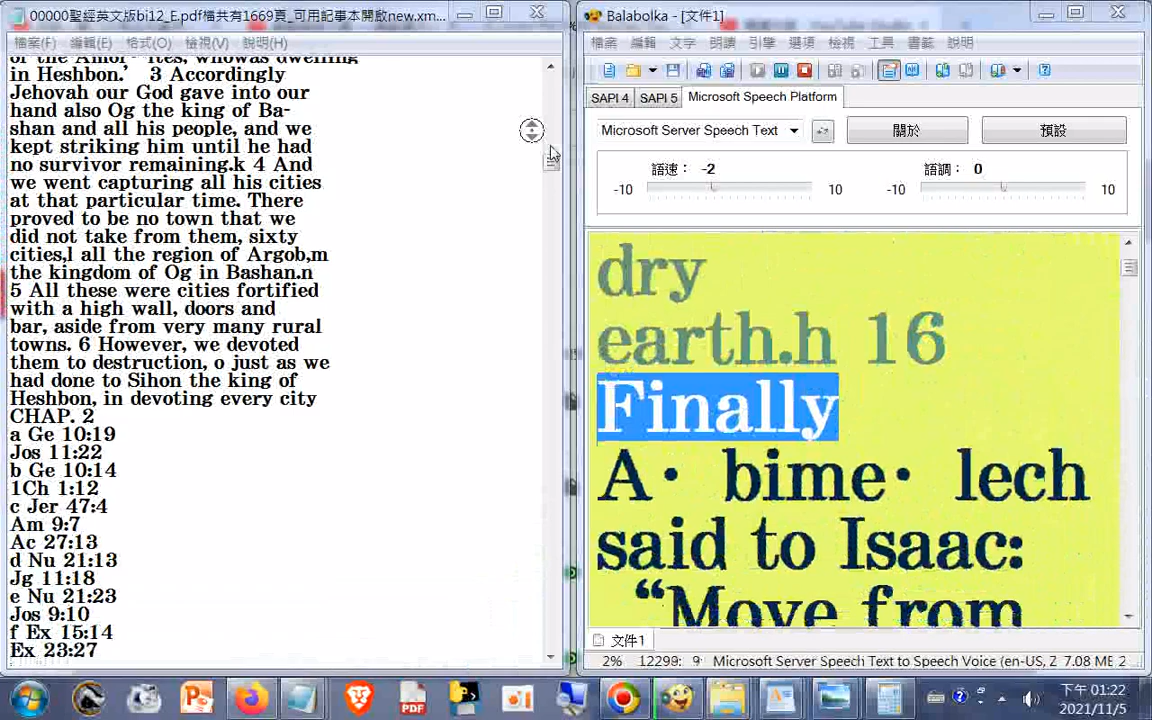 00000聖經英文版bi12_E.pdf檔共有1669頁_可用記事本開啟new.xm...
檔案(F) 編輯(E) 格式(O) 檢視(V) 說明(H)
in Heshbon.' 3 Accordingly
Jehovah our God gave into our
hand also Og the king of Ba-
shan and all his people, and we
kept striking him until he had
no survivor remaining.k 4 And
we went capturing all his cities
at that particular time. There
proved to be no town that we
did not take from them, sixty
cities,l all the region of Argob,m
the kingdom of Og in Bashan.n
5 All these were cities fortified
with a high wall, doors and
bar, aside from very many rural
towns. 6 However, we devoted
them to destruction, o just as we
had done to Sihon the king of
Heshbon, in devoting every city
CHAP. 2
a Ge 10:19
Jos 11:22
b Ge 10:14
1Ch 1:12
c Jer 47:4
Am 9:7
Ac 27:13
d Nu 21:13
Jg 11:18
e Nu 21:23
Jos 9:10
f Ex 15:14
Ex 23:27
Balabolka - [文件1]
檔案 編輯 文字 朗讀 引擎 選項 檢視 工具 書籤 說明
SAPI 4 SAPI 5 Microsoft Speech Platform
Microsoft Server Speech Text 關於 預設
語速： -2 語調： 0
-10 10 -10 10
dry
earth.h 16
Finally
A· bime· lech
said to Isaac:
“Move from
文件1
2% 12299: 9 Microsoft Server Speech Text to Speech Voice (en-US, Z 7.08 MB 2
下午 01:22
2021/11/5